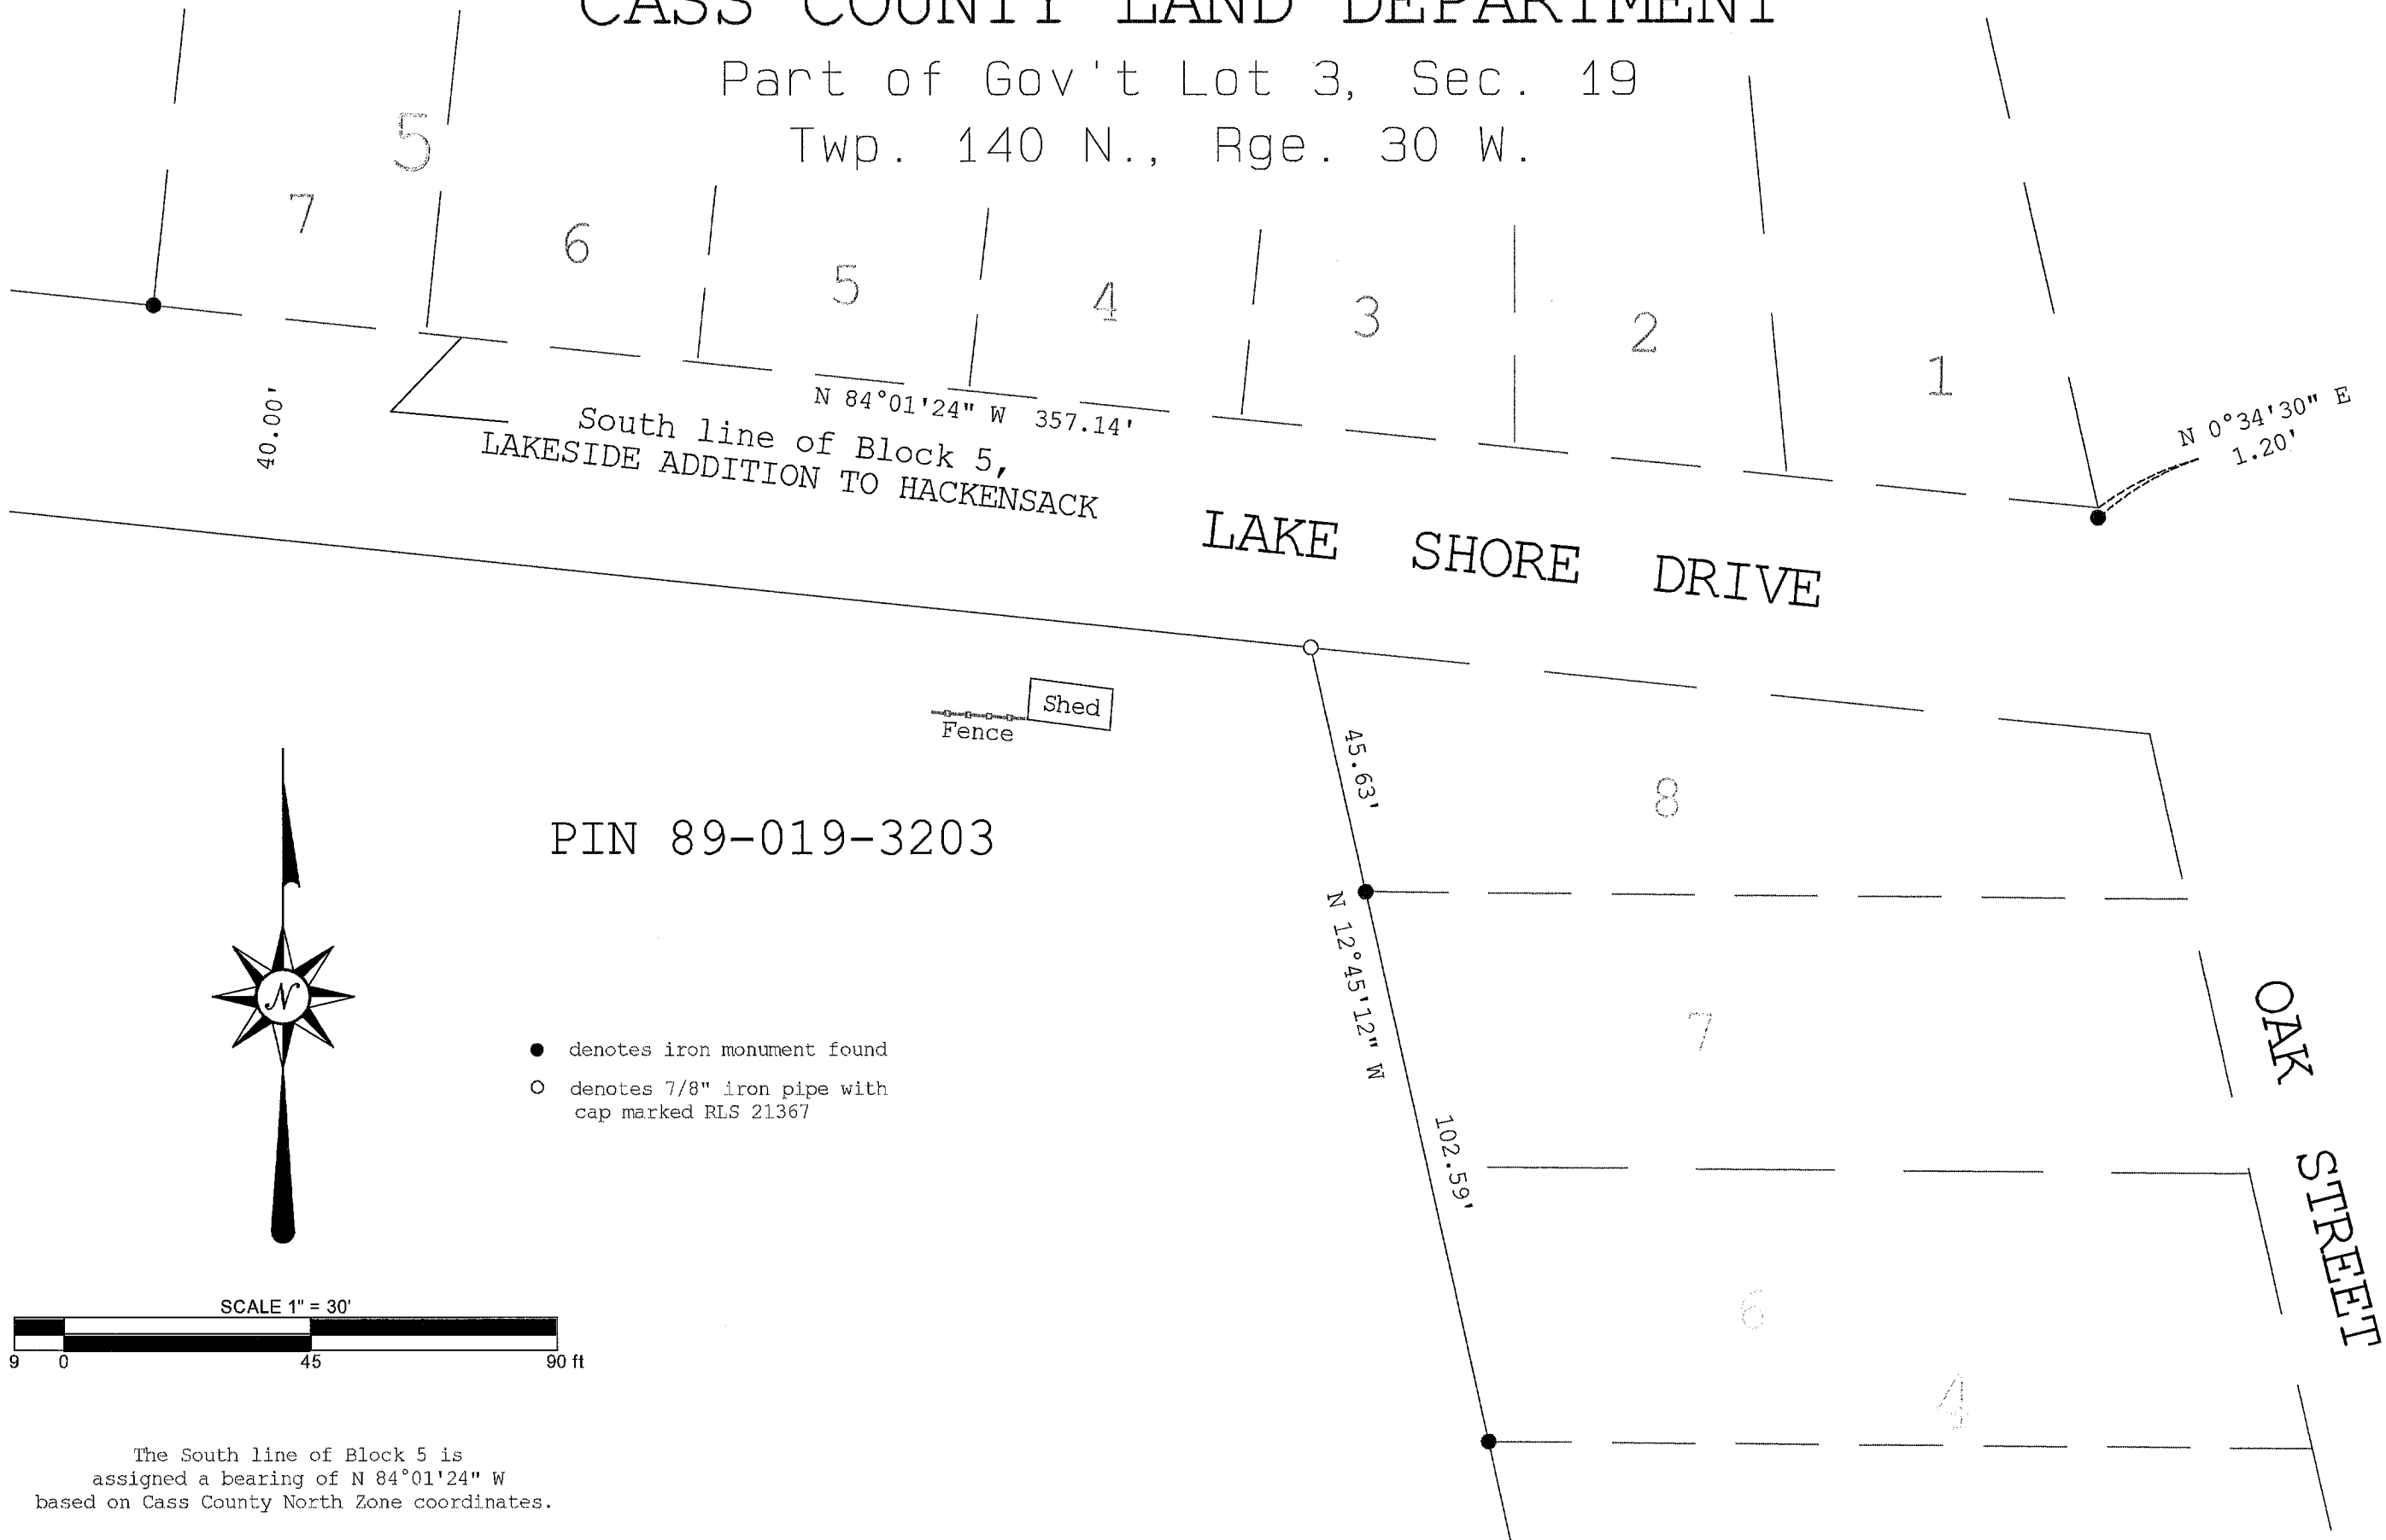 CASS COUNTY LAND DEPARTMENT
Part of Gov't Lot 3, Sec. 19
Twp. 140 N., Rge. 30 W.
5
7
6
5
4
3
2
1
N 84°01'24" W 357.14'
South line of Block 5,
LAKESIDE ADDITION TO HACKENSACK
40.00'
N 0°34'30" E
1.20'
LAKE SHORE DRIVE
Shed
Fence
45.63'
8
PIN 89-019-3203
N 12°45'12" W
7
OAK STREET
N
● denotes iron monument found
○ denotes 7/8" iron pipe with
cap marked RLS 21367
102.59'
6
4
SCALE 1" = 30'
9 0 45 90 ft
The South line of Block 5 is
assigned a bearing of N 84°01'24" W
based on Cass County North Zone coordinates.